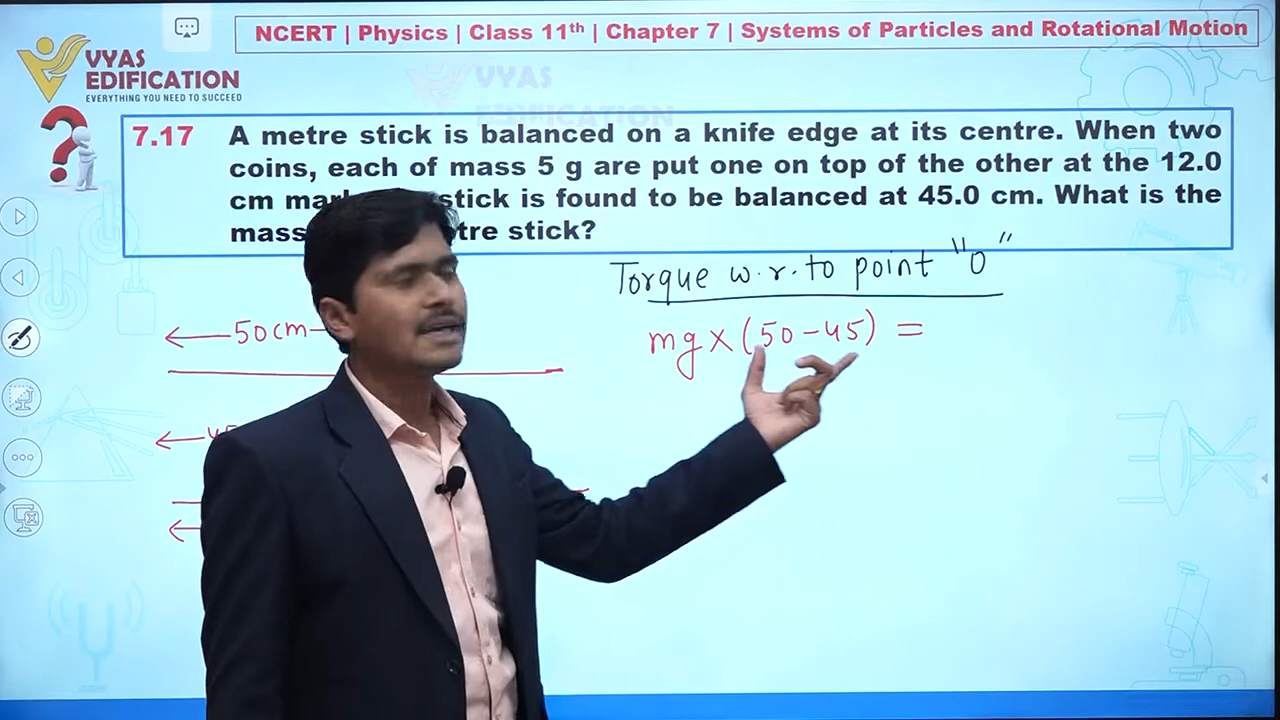 NCERT | Physics | Class 11th | Chapter 7 | Systems of Particles and Rotational Motion
VYAS
EDIFICATION
EVERYTHING YOU NEED TO SUCCEED
VYAS
EDIFICATION
7.17 A metre stick is balanced on a knife edge at its centre. When two
coins, each of mass 5 g are put one on top of the other at the 12.0
cm stick is found to be balanced at 45.0 cm. What is the
mass stick?
Torque w.r.to point "O"
50cm
mg × (50-45) =